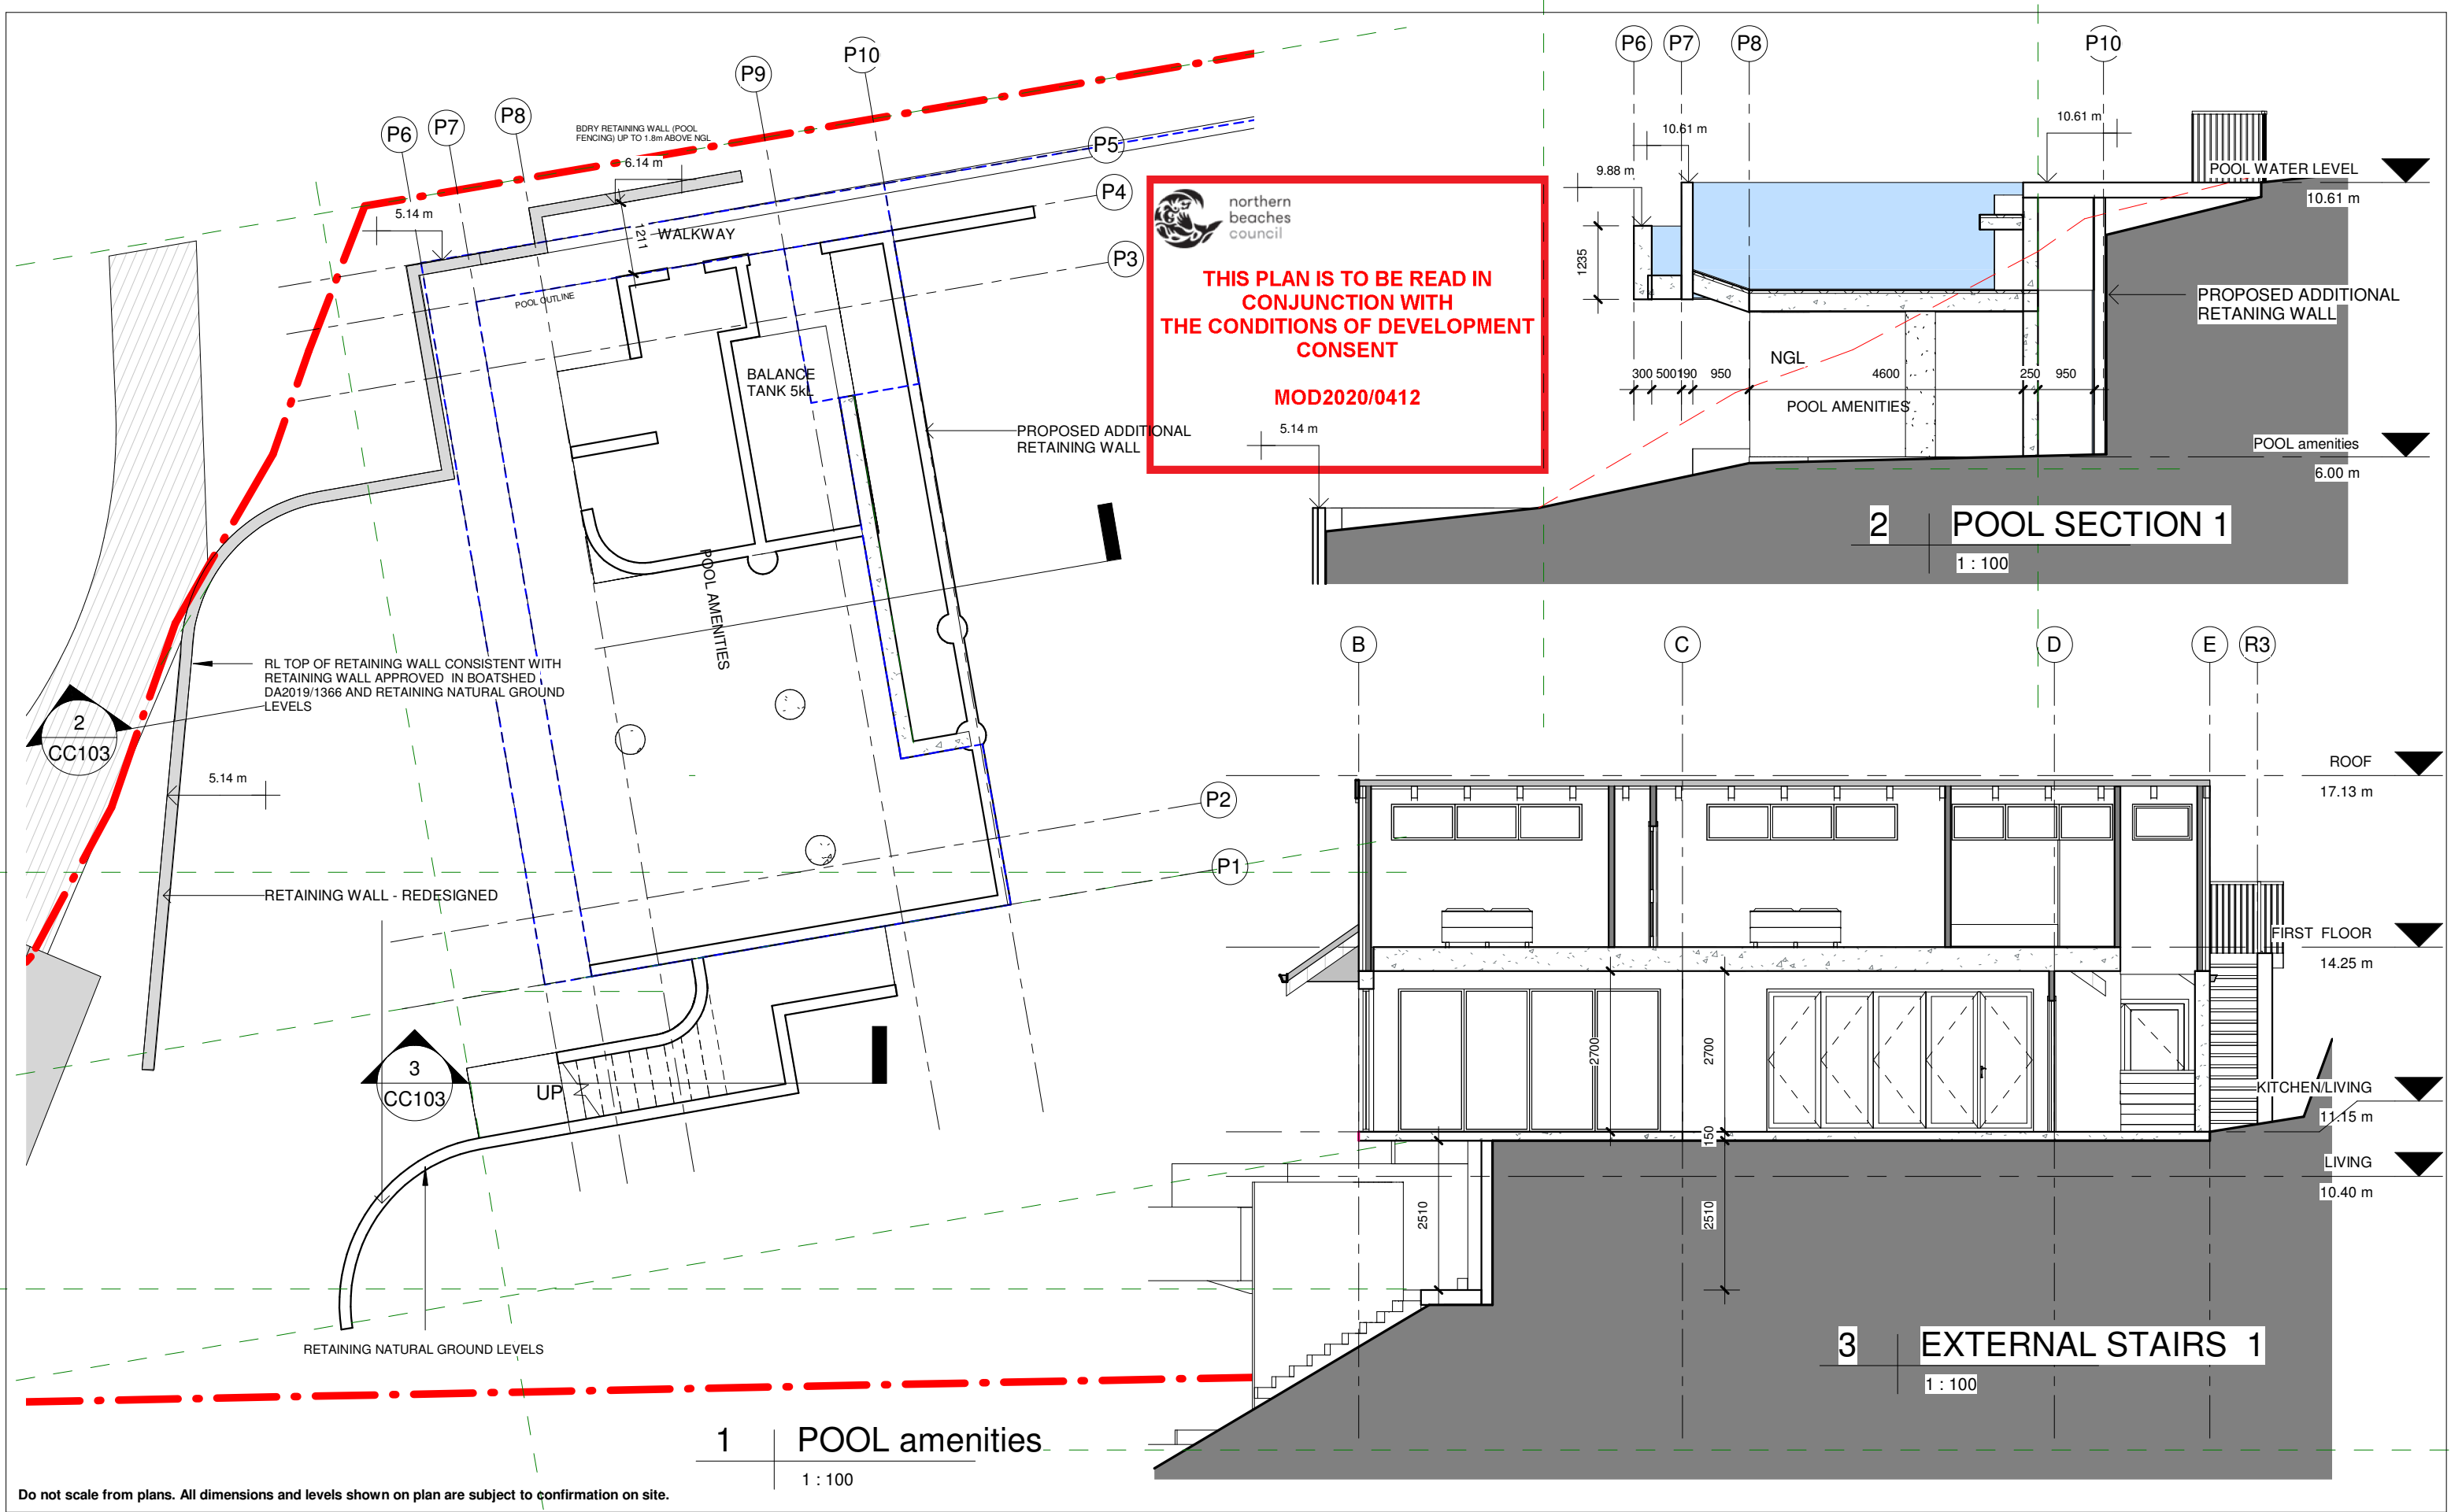 P6
P7
P8
P9
P10
P5
P4
P3
P2
P1
BDRY RETAINING WALL (POOL
FENCING) UP TO 1.8m ABOVE NGL
6.14 m
5.14 m
1211
WALKWAY
POOL OUTLINE
BALANCE
TANK 5kL
PROPOSED ADDITIONAL
RETAINING WALL
POOL AMENITIES
RL TOP OF RETAINING WALL CONSISTENT WITH
RETAINING WALL APPROVED IN BOATSHED
DA2019/1366 AND RETAINING NATURAL GROUND
LEVELS
2
CC103
5.14 m
RETAINING WALL - REDESIGNED
3
CC103
UP
RETAINING NATURAL GROUND LEVELS
1
POOL amenities
1 : 100
Do not scale from plans. All dimensions and levels shown on plan are subject to confirmation on site.
northern
beaches
council
THIS PLAN IS TO BE READ IN
CONJUNCTION WITH
THE CONDITIONS OF DEVELOPMENT
CONSENT
MOD2020/0412
P6
P7
P8
P10
10.61 m
10.61 m
9.88 m
1235
POOL WATER LEVEL
10.61 m
PROPOSED ADDITIONAL
RETANING WALL
NGL
300
500
190
950
4600
250
950
POOL AMENITIES
5.14 m
POOL amenities
6.00 m
2
POOL SECTION 1
1 : 100
B
C
D
E
R3
ROOF
17.13 m
FIRST FLOOR
14.25 m
2700
2700
KITCHEN/LIVING
11.15 m
150
LIVING
10.40 m
2510
2510
3
EXTERNAL STAIRS 1
1 : 100